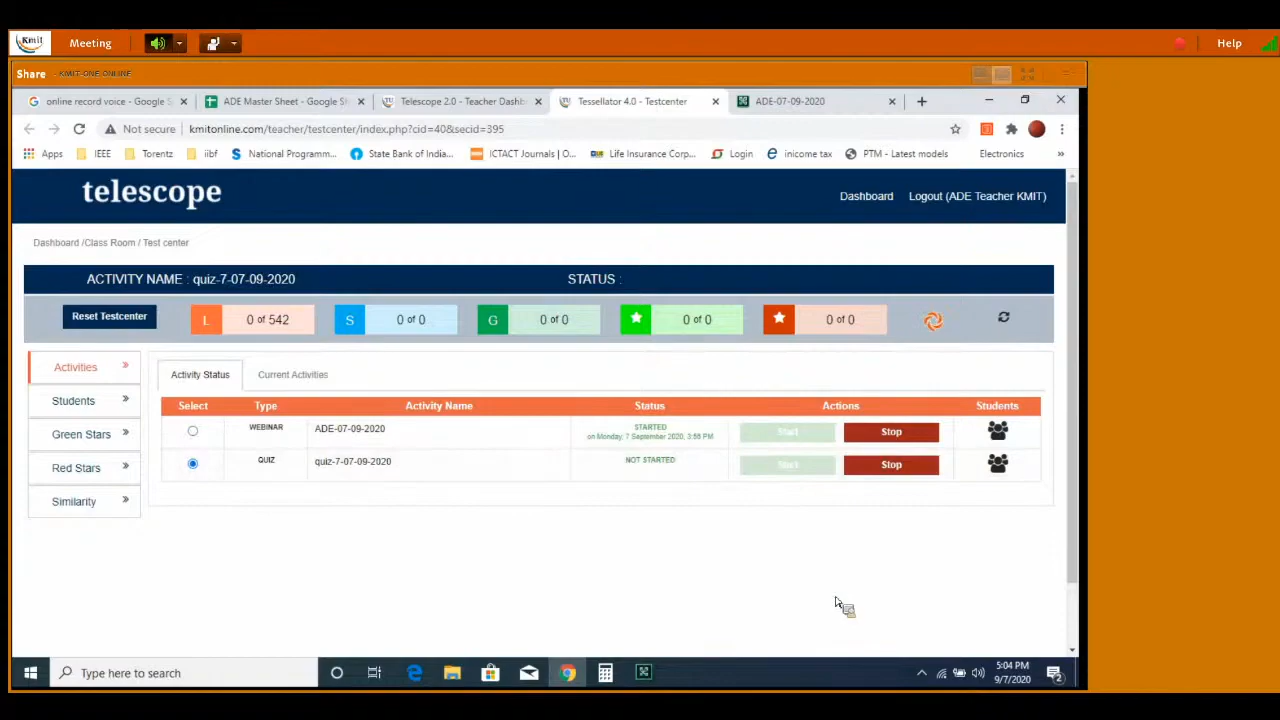 Kmit
Meeting
Help
Share - KMIT-ONE ONLINE
online record voice - Google S
ADE Master Sheet - Google Sh
Telescope 2.0 - Teacher Dashb
Tessellator 4.0 - Testcenter
ADE-07-09-2020
Not secure kmitonline.com/teacher/testcenter/index.php?cid=40&secid=395
Apps IEEE Torentz iibf National Programm... State Bank of India... ICTACT Journals | O... Life Insurance Corp... Login inicome tax PTM - Latest models Electronics »
telescope
Dashboard Logout (ADE Teacher KMIT)
Dashboard /Class Room / Test center
ACTIVITY NAME : quiz-7-07-09-2020 STATUS :
Reset Testcenter L 0 of 542 S 0 of 0 G 0 of 0 0 of 0 0 of 0
Activities »
Students »
Green Stars »
Red Stars »
Similarity »
Activity Status Current Activities
Select Type Activity Name Status Actions Students
WEBINAR ADE-07-09-2020 STARTED Start Stop
on Monday, 7 September 2020, 3:58 PM
QUIZ quiz-7-07-09-2020 NOT STARTED Start Stop
Type here to search
5:04 PM
9/7/2020
2